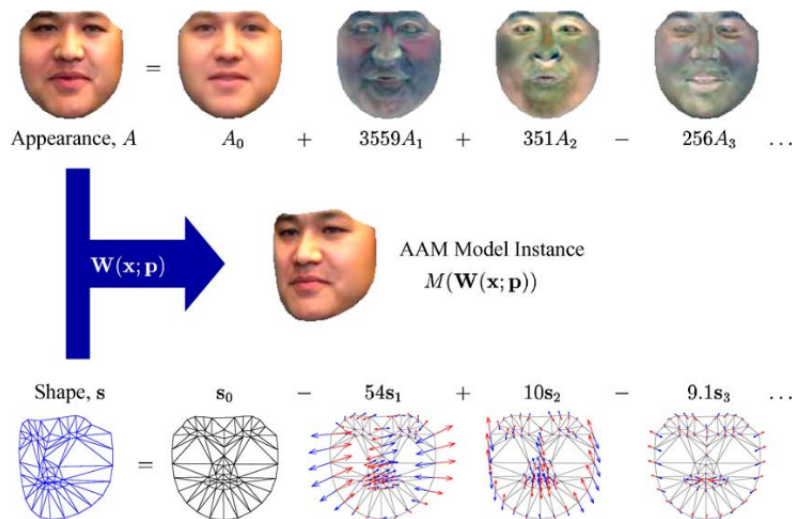 =
Appearance, A A₀ + 3559A₁ + 351A₂ − 256A₃ ...
W(x; p)
AAM Model Instance
M(W(x; p))
Shape, s s₀ − 54s₁ + 10s₂ − 9.1s₃ ...
=